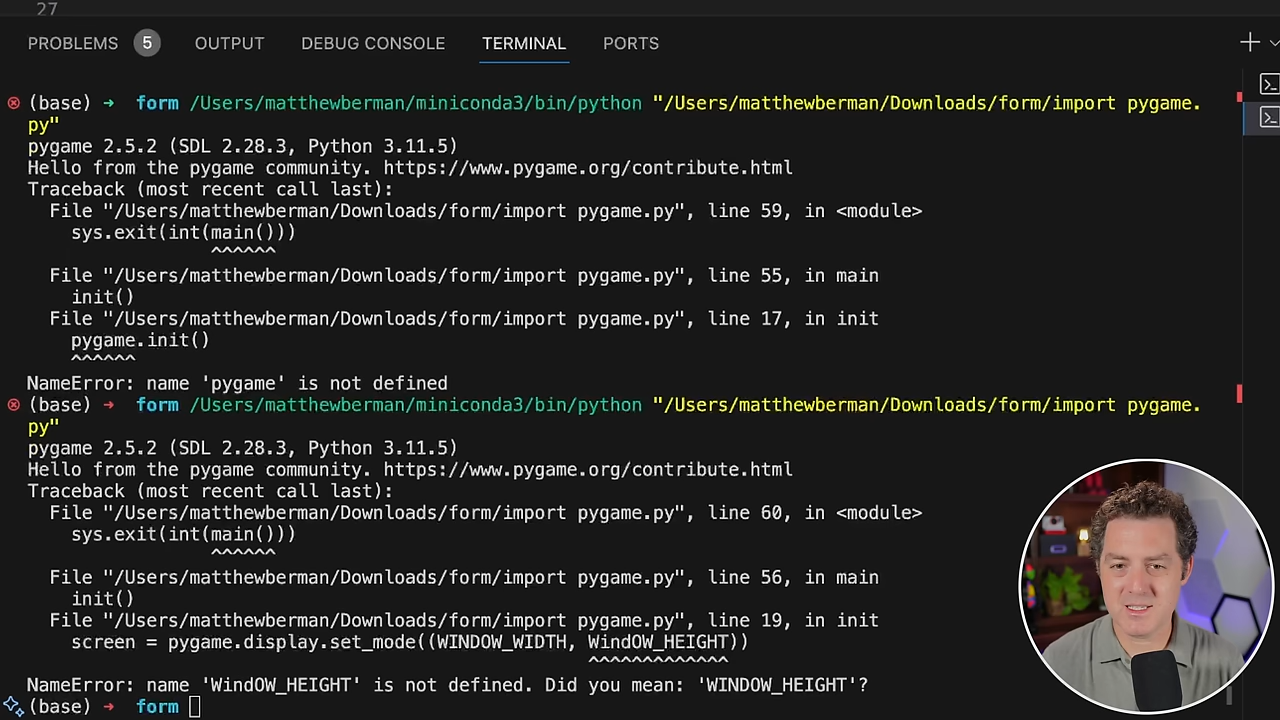 27
PROBLEMS 5 OUTPUT DEBUG CONSOLE TERMINAL PORTS
(base) ➜ form /Users/matthewberman/miniconda3/bin/python "/Users/matthewberman/Downloads/form/import pygame.
py"
pygame 2.5.2 (SDL 2.28.3, Python 3.11.5)
Hello from the pygame community. https://www.pygame.org/contribute.html
Traceback (most recent call last):
File "/Users/matthewberman/Downloads/form/import pygame.py", line 59, in <module>
sys.exit(int(main()))
^^^^^^
File "/Users/matthewberman/Downloads/form/import pygame.py", line 55, in main
init()
File "/Users/matthewberman/Downloads/form/import pygame.py", line 17, in init
pygame.init()
^^^^^^
NameError: name 'pygame' is not defined
(base) ➜ form /Users/matthewberman/miniconda3/bin/python "/Users/matthewberman/Downloads/form/import pygame.
py"
pygame 2.5.2 (SDL 2.28.3, Python 3.11.5)
Hello from the pygame community. https://www.pygame.org/contribute.html
Traceback (most recent call last):
File "/Users/matthewberman/Downloads/form/import pygame.py", line 60, in <module>
sys.exit(int(main()))
^^^^^^
File "/Users/matthewberman/Downloads/form/import pygame.py", line 56, in main
init()
File "/Users/matthewberman/Downloads/form/import pygame.py", line 19, in init
screen = pygame.display.set_mode((WINDOW_WIDTH, WindOW_HEIGHT))
^^^^^^^^^^^^^
NameError: name 'WindOW_HEIGHT' is not defined. Did you mean: 'WINDOW_HEIGHT'?
(base) ➜ form